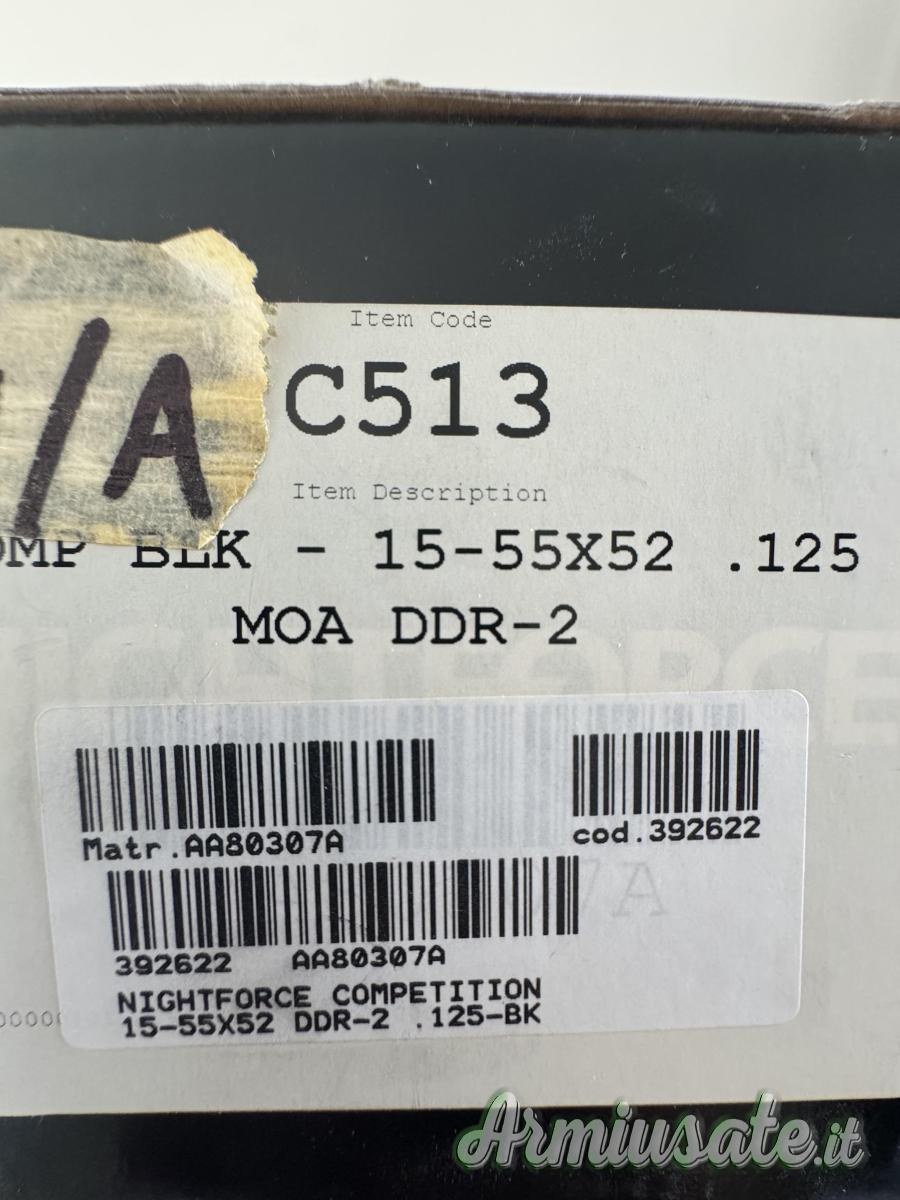 Item Code
/A
C513
Item Description
BLK - 15-55X52 .125
MOA DDR-2
Matr.AA80307A
cod.392622
392622 AA80307A
NIGHTFORCE COMPETITION
15-55X52 DDR-2 .125-BK
Armiusate.it